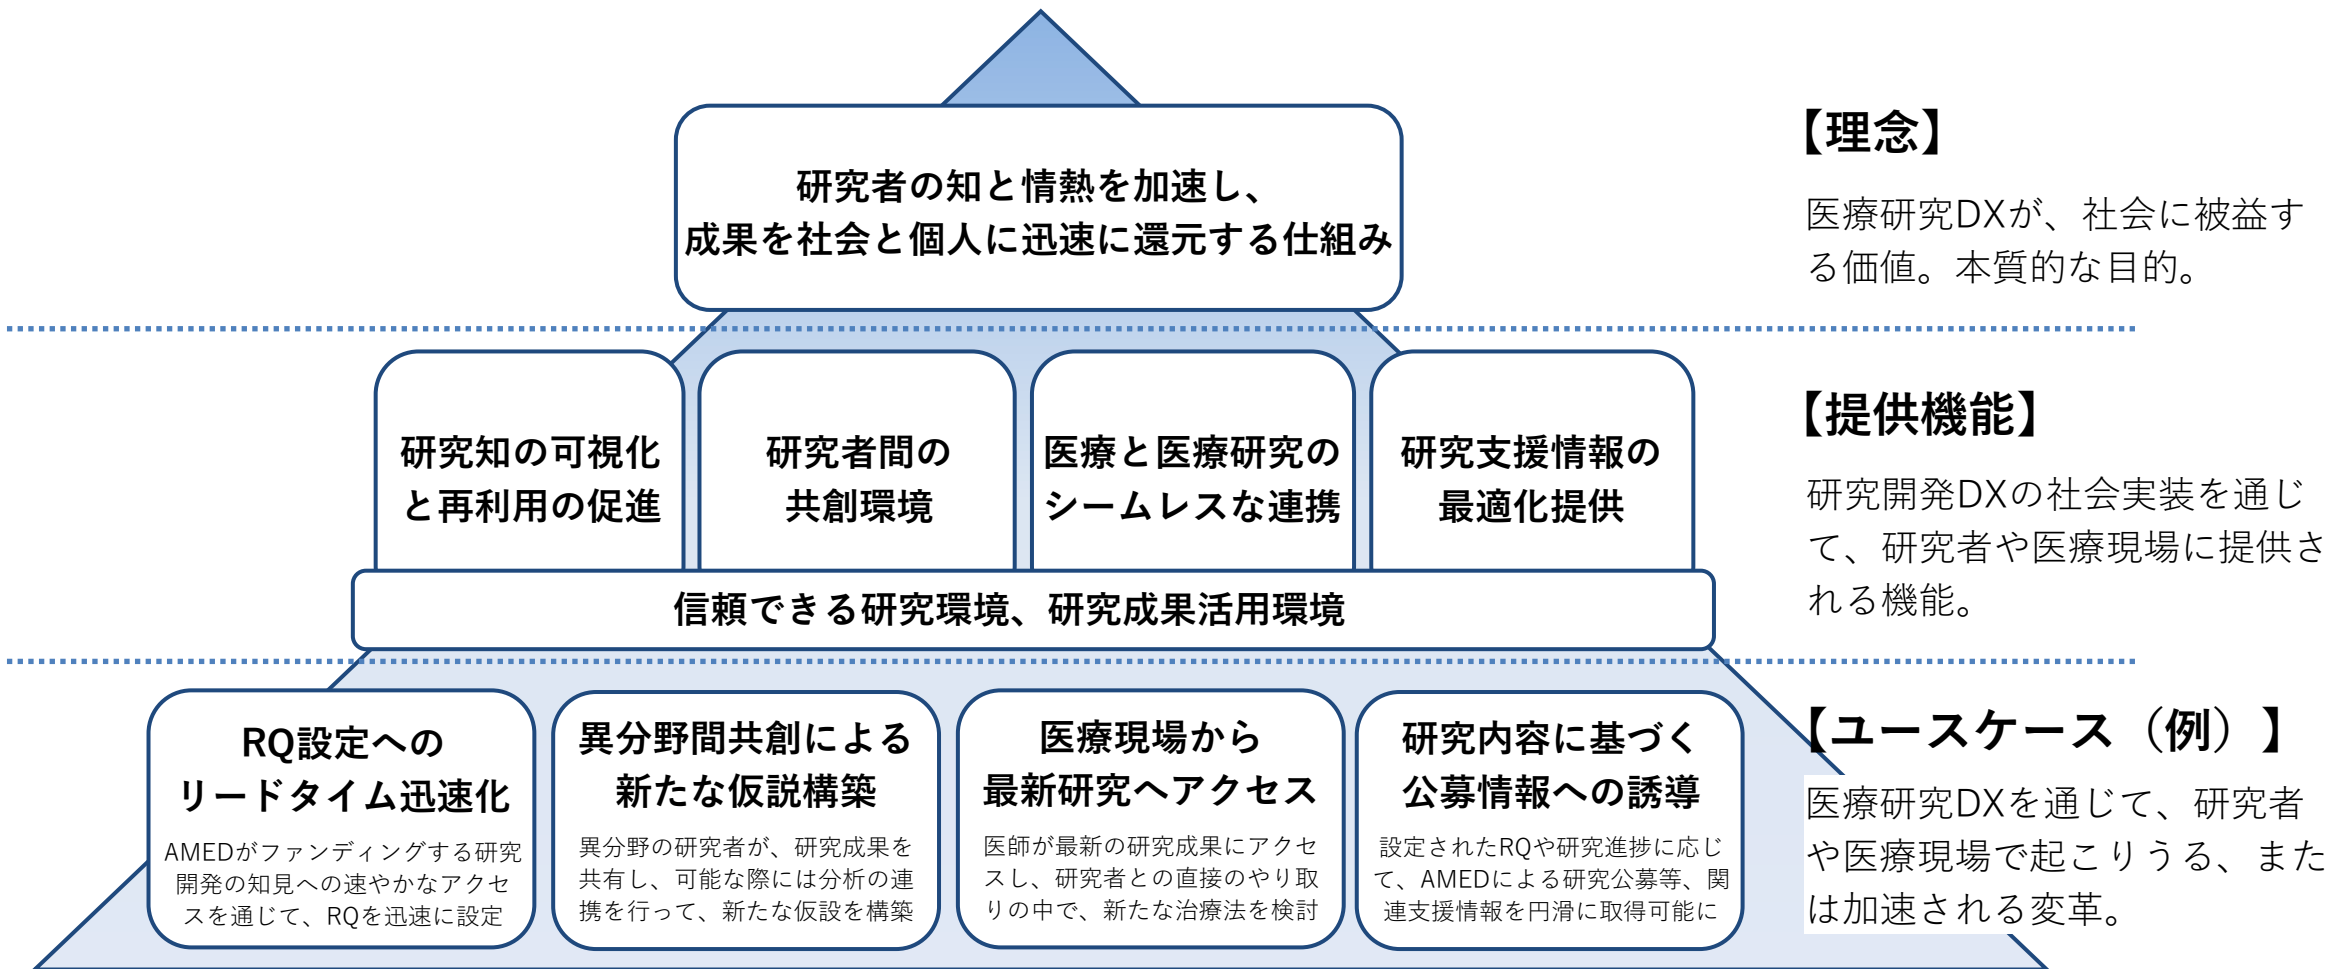 研究者の知と情熱を加速し、
成果を社会と個人に迅速に還元する仕組み
【理念】
医療研究DXが、社会に被益す
る価値。本質的な目的。
研究知の可視化
と再利用の促進
研究者間の
共創環境
医療と医療研究の
シームレスな連携
研究支援情報の
最適化提供
信頼できる研究環境、研究成果活用環境
【提供機能】
研究開発DXの社会実装を通じ
て、研究者や医療現場に提供さ
れる機能。
RQ設定への
リードタイム迅速化
AMEDがファンディングする研究
開発の知見への速やかなアクセ
スを通じて、RQを迅速に設定
異分野間共創による
新たな仮説構築
異分野の研究者が、研究成果を
共有し、可能な際には分析の連
携を行って、新たな仮設を構築
医療現場から
最新研究へアクセス
医師が最新の研究成果にアクセ
スし、研究者との直接のやり取
りの中で、新たな治療法を検討
研究内容に基づく
公募情報への誘導
設定されたRQや研究進捗に応じ
て、AMEDによる研究公募等、関
連支援情報を円滑に取得可能に
【ユースケース（例）】
医療研究DXを通じて、研究者
や医療現場で起こりうる、また
は加速される変革。